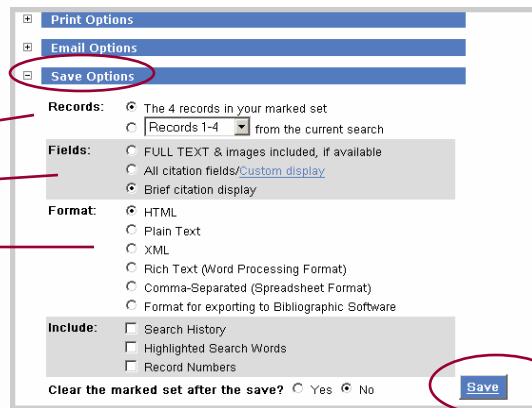 Print Options
Email Options
Save Options
Records: The 4 records in your marked set
Records 1-4 from the current search
Fields: FULL TEXT & images included, if available
All citation fields/Custom display
Brief citation display
Format: HTML
Plain Text
XML
Rich Text (Word Processing Format)
Comma-Separated (Spreadsheet Format)
Format for exporting to Bibliographic Software
Include: Search History
Highlighted Search Words
Record Numbers
Clear the marked set after the save? Yes No Save